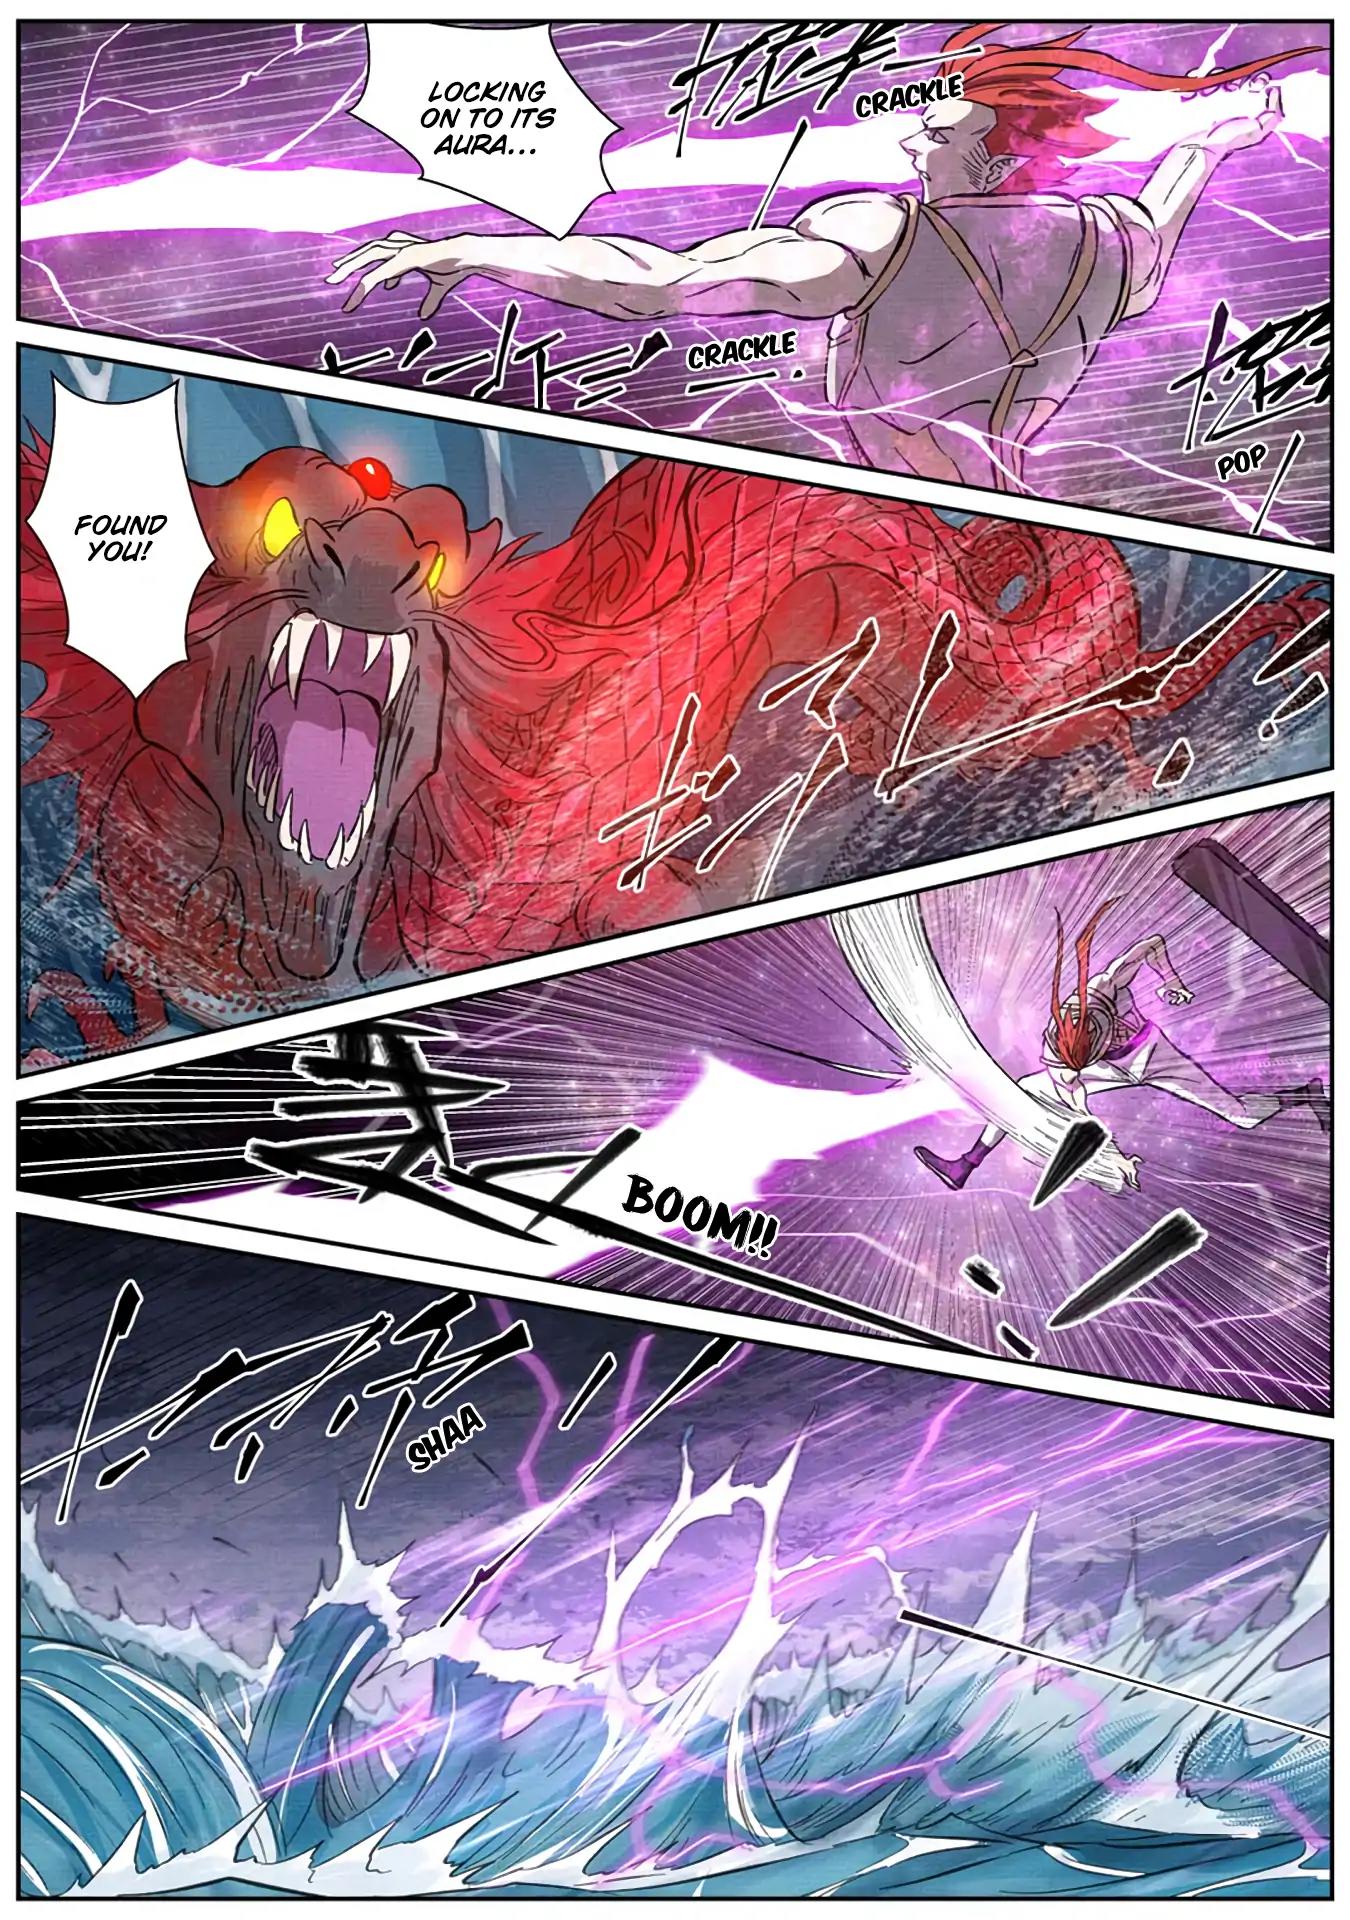 LOCKING
ON TO ITS
AURA...
CRACKLE
CRACKLE
POP
FOUND
YOU!
BOOM!!
SHAA